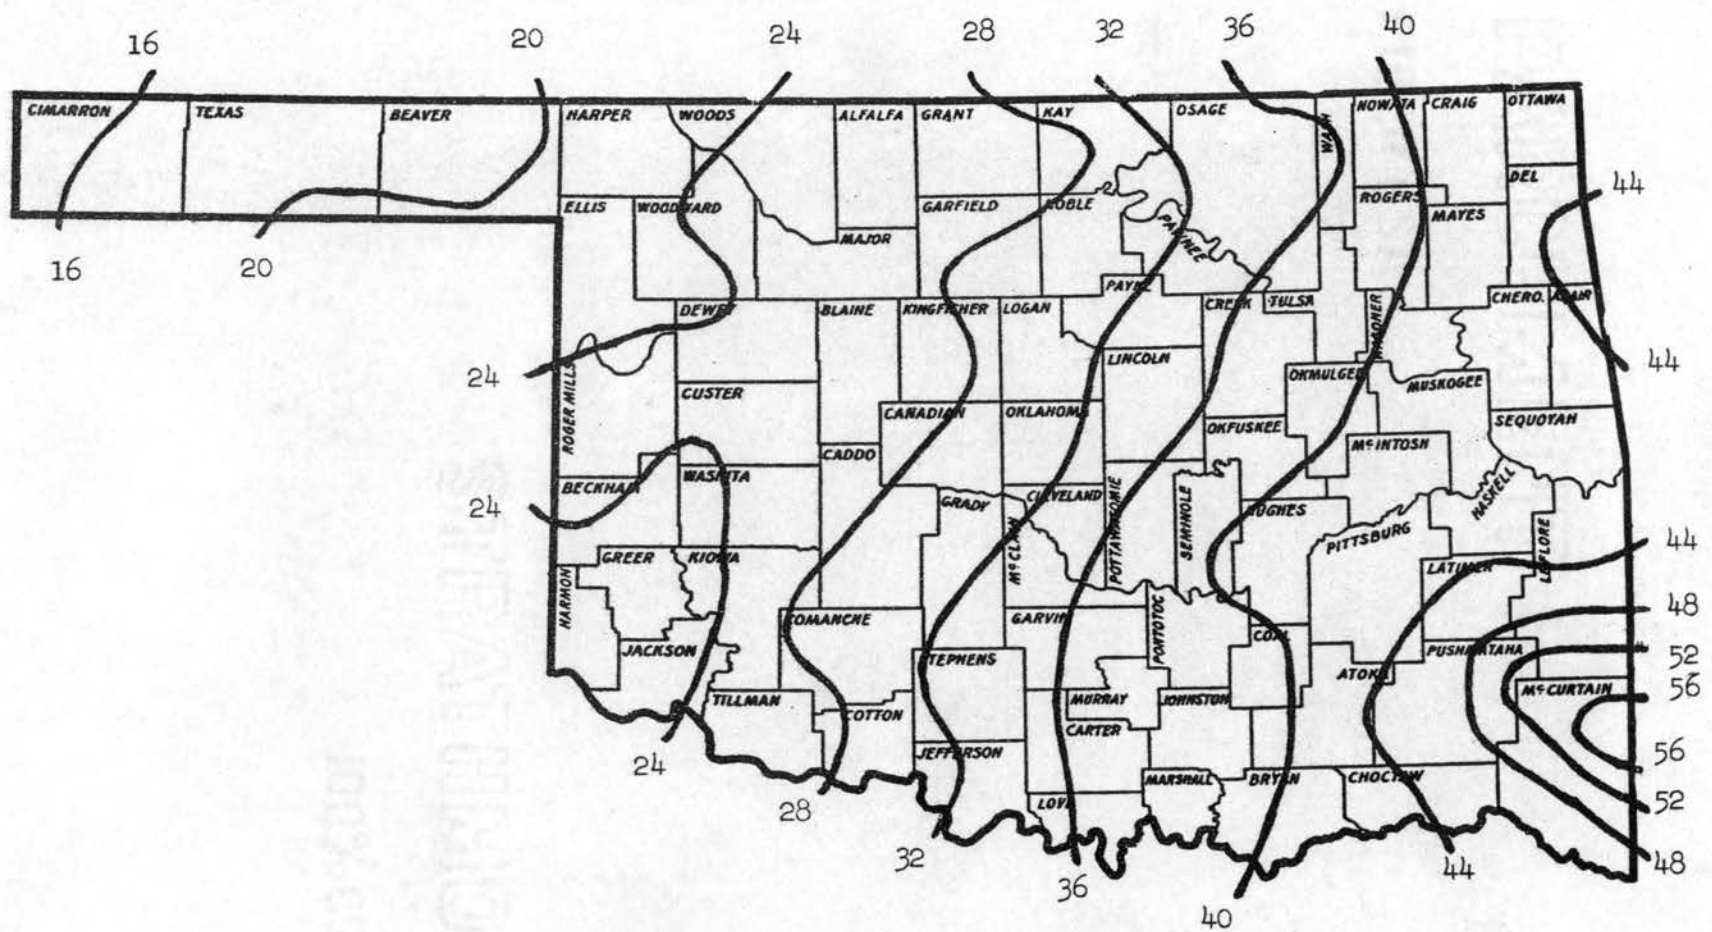 16
20
24
28
32
36
40
CIMARRON
TEXAS
BEAVER
HARPER
WOODS
ALFALFA
GRANT
KAY
OSAGE
WASH
NOWATA
CRAIG
OTTAWA
DEL
44
ELLIS
WOODWARD
MAJOR
GARFIELD
NOBLE
PAWNEE
ROGERS
MAYES
16
20
DEWEY
BLAINE
KINGFISHER
LOGAN
PAYNE
CREEK
TULSA
WAGONER
CHERO.
ADAIR
44
24
ROGER MILLS
CUSTER
CANADIAN
OKLAHOMA
LINCOLN
OKMULGEE
MUSKOGEE
SEQUOYAH
OKFUSKEE
McINTOSH
24
BECKHAM
WASHITA
CADDO
GRADY
CLEVELAND
McCLAIN
POTTAWATOMIE
SEMINOLE
HUGHES
PITTSBURG
HASKELL
LEFLORE
44
HARMON
GREER
KIOWA
LATIMER
48
COMANCHE
GARVIN
PONTOTOC
COAL
JACKSON
STEPHENS
PUSHMATAHA
52
ATOKA
TILLMAN
COTTON
MURRAY
JOHNSTON
McCURTAIN
56
CARTER
JEFFERSON
MARSHALL
BRYAN
CHOCTAW
56
24
28
LOVE
52
32
36
40
44
48